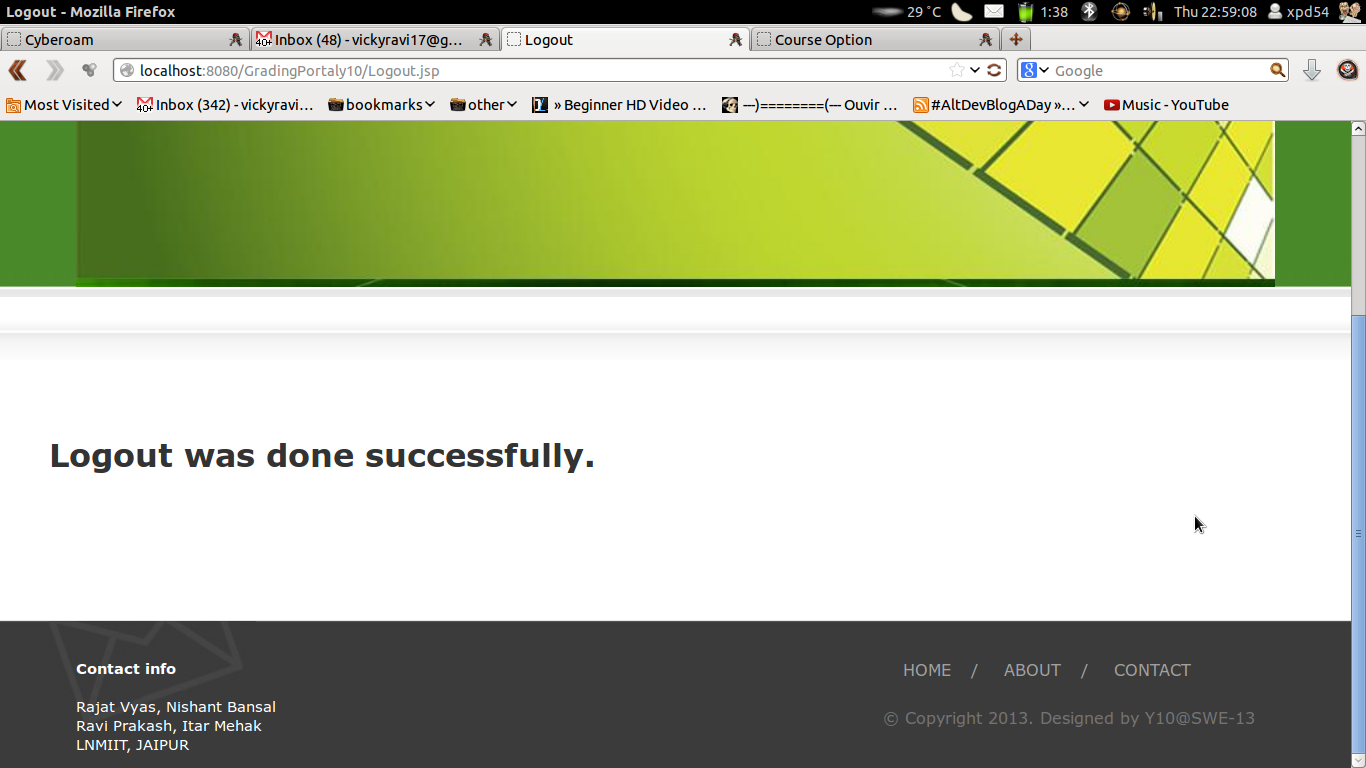 Logout - Mozilla Firefox 29 °C 1:38 Thu 22:59:08 xpd54
Cyberoam Inbox (48) - vickyravi17@g... Logout Course Option
localhost:8080/GradingPortaly10/Logout.jsp Google
Most Visited Inbox (342) - vickyravi... bookmarks other » Beginner HD Video ... ---)========(--- Ouvir ... #AltDevBlogADay »... Music - YouTube
Logout was done successfully.
Contact info HOME / ABOUT / CONTACT
Rajat Vyas, Nishant Bansal
Ravi Prakash, Itar Mehak
LNMIIT, JAIPUR
© Copyright 2013. Designed by Y10@SWE-13